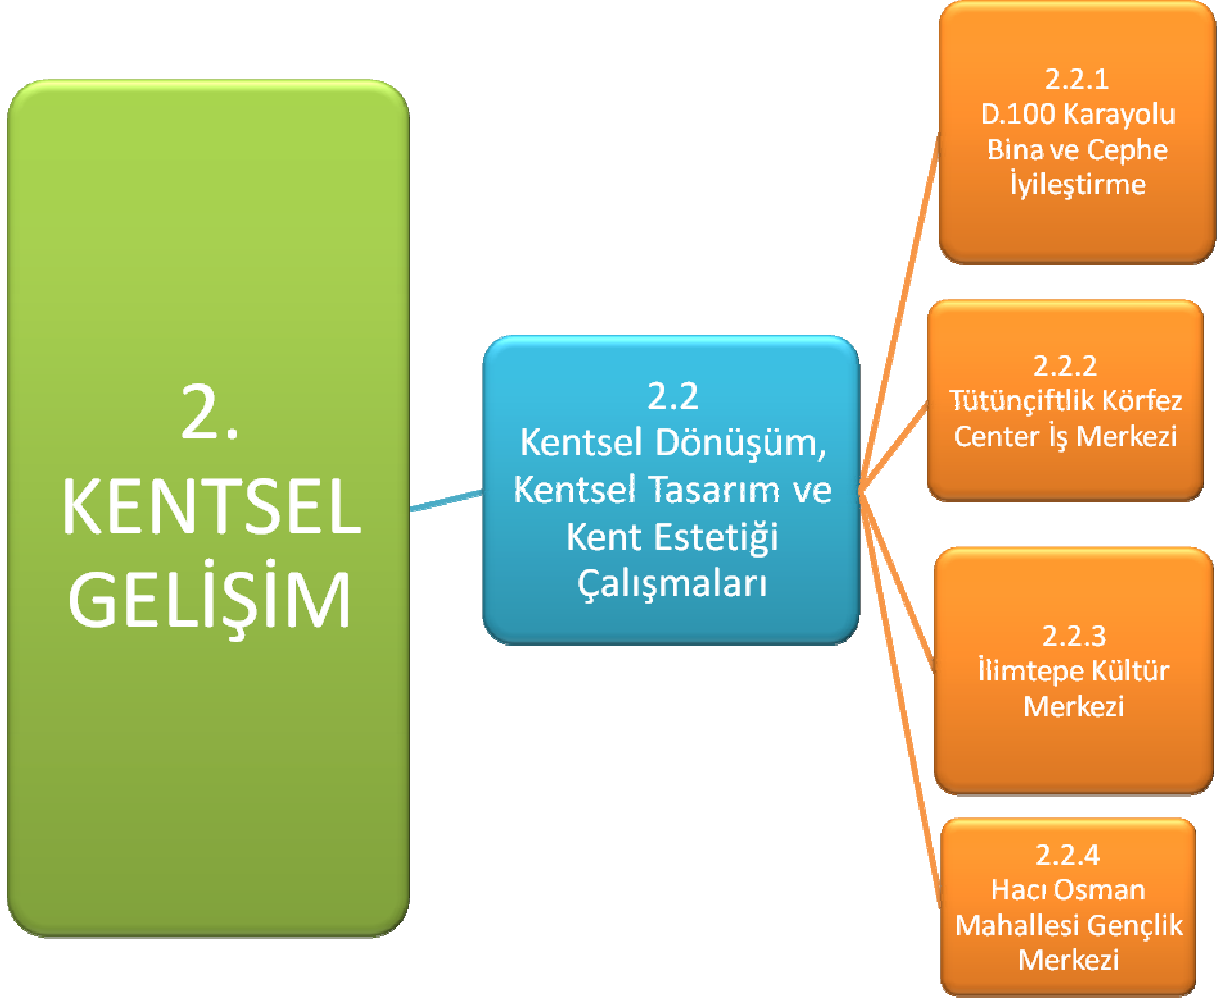 2.
KENTSEL
GELİŞİM
2.2
Kentsel Dönüşüm,
Kentsel Tasarım ve
Kent Estetiği
Çalışmaları
2.2.1
D.100 Karayolu
Bina ve Cephe
İyileştirme
2.2.2
Tütünçiftlik Körfez
Center İş Merkezi
2.2.3
İlimtepe Kültür
Merkezi
2.2.4
Hacı Osman
Mahallesi Gençlik
Merkezi